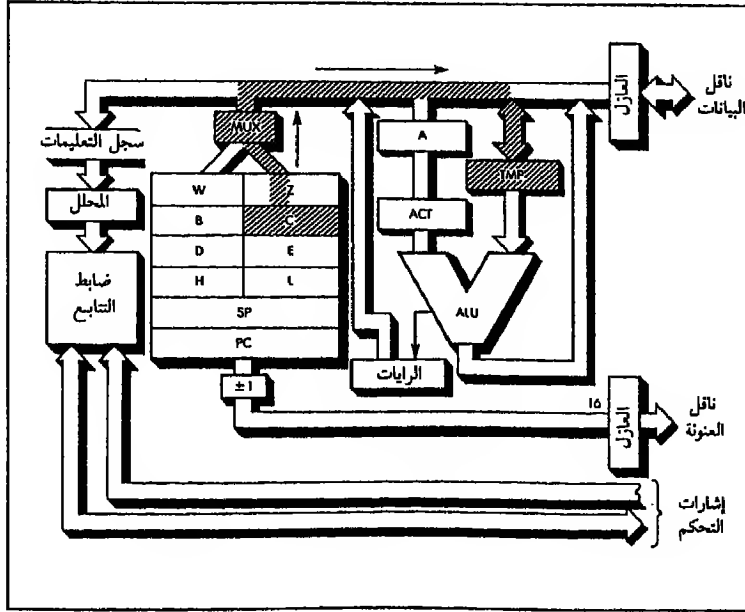 ناقل
البيانات
العازل
MUX
A
TMP
سجل التعليمات
المحلل
ضابط
التتابع
W
Z
B
C
D
E
H
L
SP
PC
±1
ACT
ALU
الرايات
16
العازل
ناقل
العنونة
إشارات
التحكم